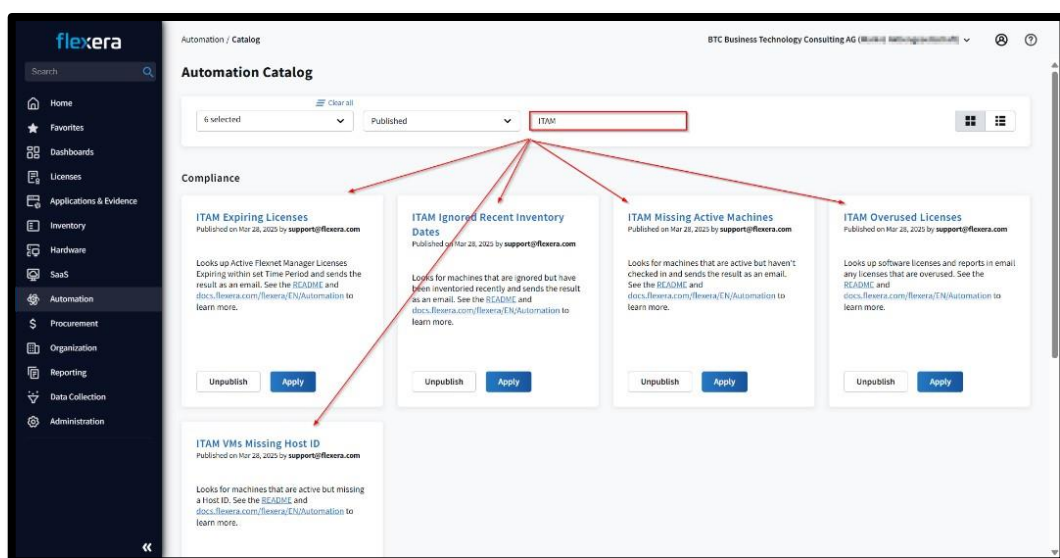 flexera
Search
Home
Favorites
Dashboards
Licenses
Applications & Evidence
Inventory
Hardware
SaaS
Automation
Procurement
Organization
Reporting
Data Collection
Administration
Automation / Catalog
BTC Business Technology Consulting AG (
Automation Catalog
Clear all
6 selected
Published
ITAM
Compliance
ITAM Expiring Licenses
Published on Mar 28, 2025 by support@flexera.com
Looks up Active Flexnet Manager Licenses
Expiring within set Time Period and sends the
result as an email. See the README and
docs.flexera.com/flexera/EN/Automation to
learn more.
Unpublish
Apply
ITAM Ignored Recent Inventory
Dates
Published on Mar 28, 2025 by support@flexera.com
Looks for machines that are ignored but have
been inventoried recently and sends the result
as an email. See the README and
docs.flexera.com/flexera/EN/Automation to
learn more.
Unpublish
Apply
ITAM Missing Active Machines
Published on Mar 28, 2025 by support@flexera.com
Looks for machines that are active but haven't
checked in and sends the result as an email.
See the README and
docs.flexera.com/flexera/EN/Automation to
learn more.
Unpublish
Apply
ITAM Overused Licenses
Published on Mar 28, 2025 by support@flexera.com
Looks up software licenses and reports in email
any licenses that are overused. See the
README and
docs.flexera.com/flexera/EN/Automation to
learn more.
Unpublish
Apply
ITAM VMs Missing Host ID
Published on Mar 28, 2025 by support@flexera.com
Looks for machines that are active but missing
a Host ID. See the README and
docs.flexera.com/flexera/EN/Automation to
learn more.